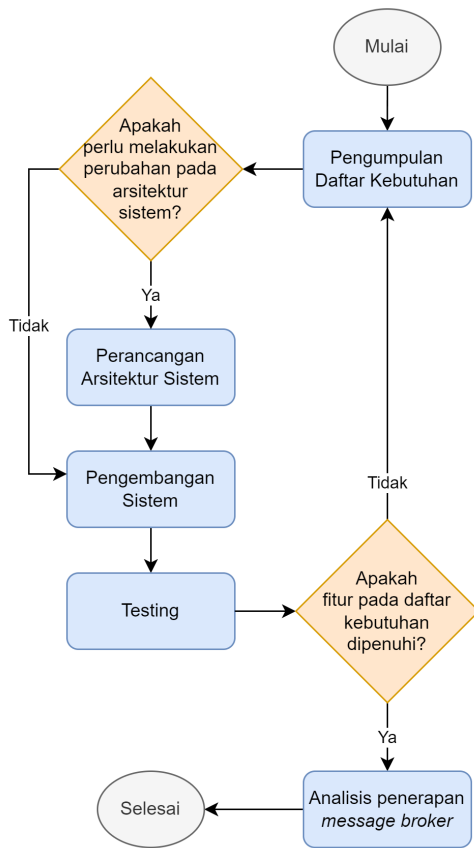 Mulai
Pengumpulan
Daftar Kebutuhan
Apakah
perlu melakukan
perubahan pada
arsitektur
sistem?
Ya
Tidak
Perancangan
Arsitektur Sistem
Pengembangan
Sistem
Testing
Apakah
fitur pada daftar
kebutuhan
dipenuhi?
Tidak
Ya
Analisis penerapan
message broker
Selesai